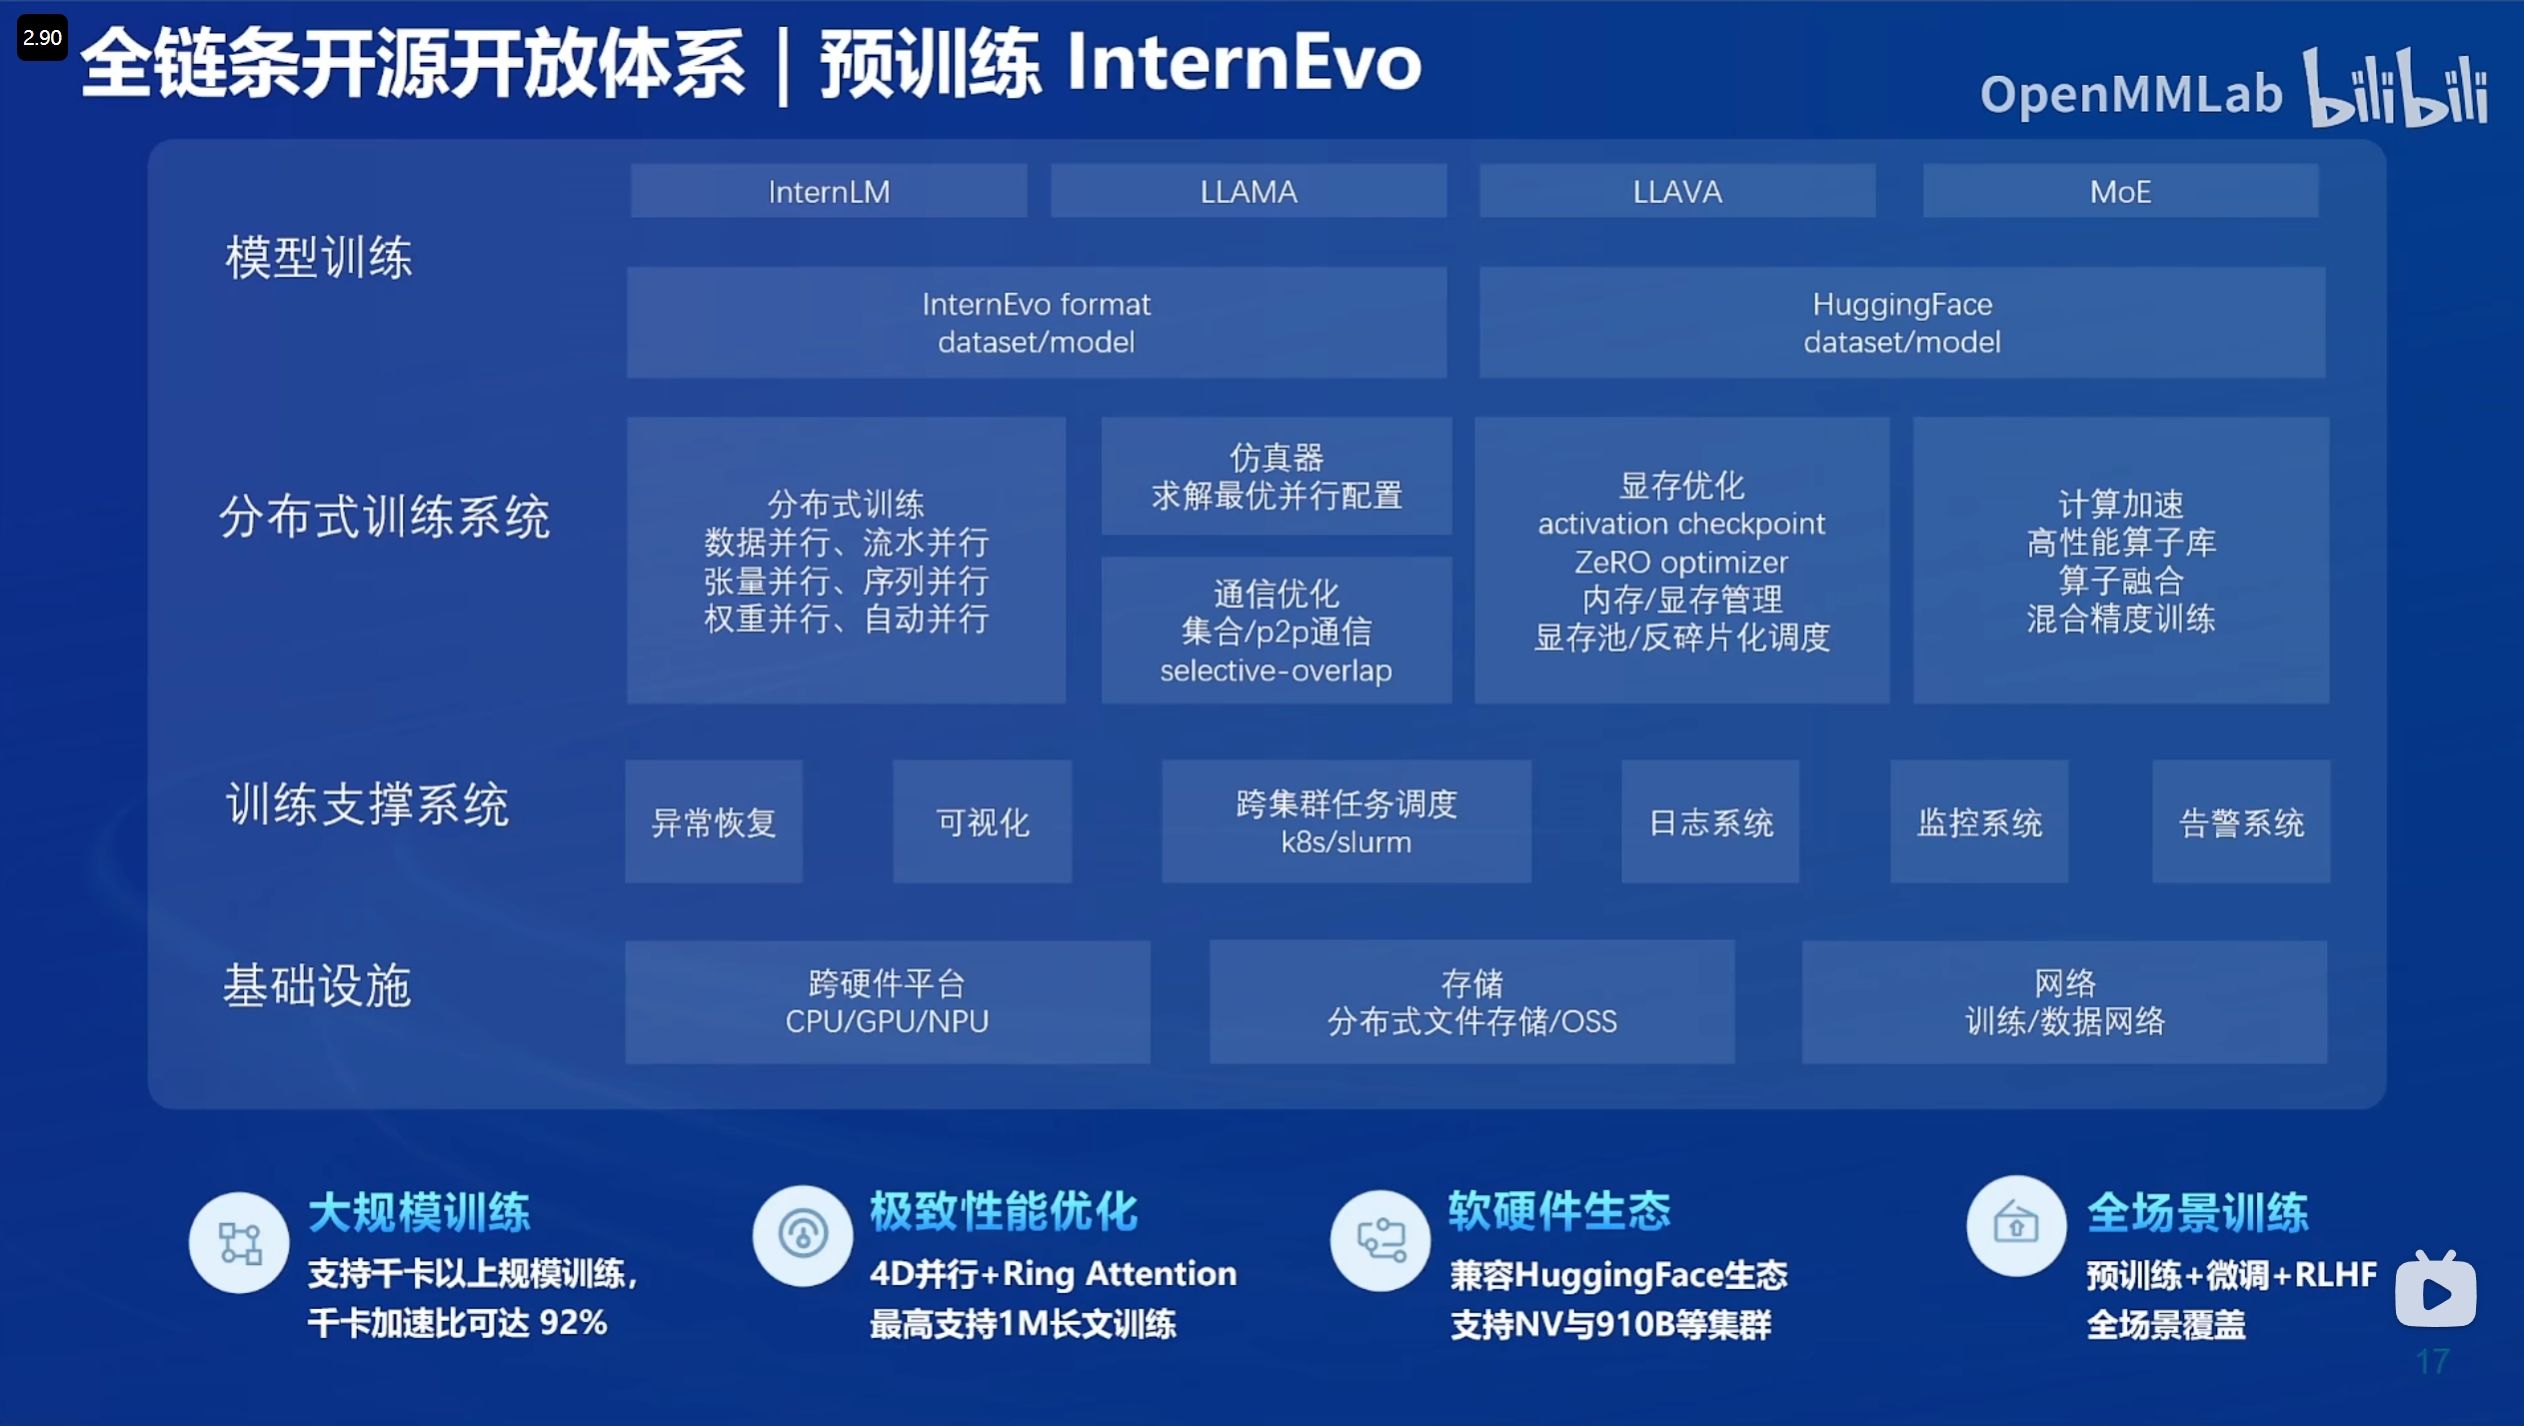 2.90
全链条开源开放体系 | 预训练 InternEvo
OpenMMLab bilibili
模型训练
InternLM
LLAMA
LLAVA
MoE
InternEvo format
dataset/model
HuggingFace
dataset/model
分布式训练系统
分布式训练
数据并行、流水并行
张量并行、序列并行
权重并行、自动并行
仿真器
求解最优并行配置
通信优化
集合/p2p通信
selective-overlap
显存优化
activation checkpoint
ZeRO optimizer
内存/显存管理
显存池/反碎片化调度
计算加速
高性能算子库
算子融合
混合精度训练
训练支撑系统
异常恢复
可视化
跨集群任务调度
k8s/slurm
日志系统
监控系统
告警系统
基础设施
跨硬件平台
CPU/GPU/NPU
存储
分布式文件存储/OSS
网络
训练/数据网络
大规模训练
支持千卡以上规模训练，
千卡加速比可达 92%
极致性能优化
4D并行+Ring Attention
最高支持1M长文训练
软硬件生态
兼容HuggingFace生态
支持NV与910B等集群
全场景训练
预训练+微调+RLHF
全场景覆盖
17